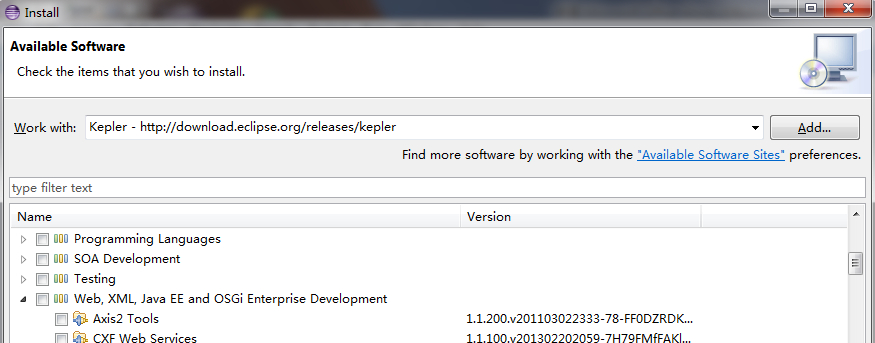 Install
Available Software
Check the items that you wish to install.
Work with: Kepler - http://download.eclipse.org/releases/kepler Add...
Find more software by working with the "Available Software Sites" preferences.
type filter text
Name Version
Programming Languages
SOA Development
Testing
Web, XML, Java EE and OSGi Enterprise Development
Axis2 Tools 1.1.200.v201103022333-78-FF0DZRDK...
CXF Web Services 1.1.100.v201302202059-7H79FMfFAKl...